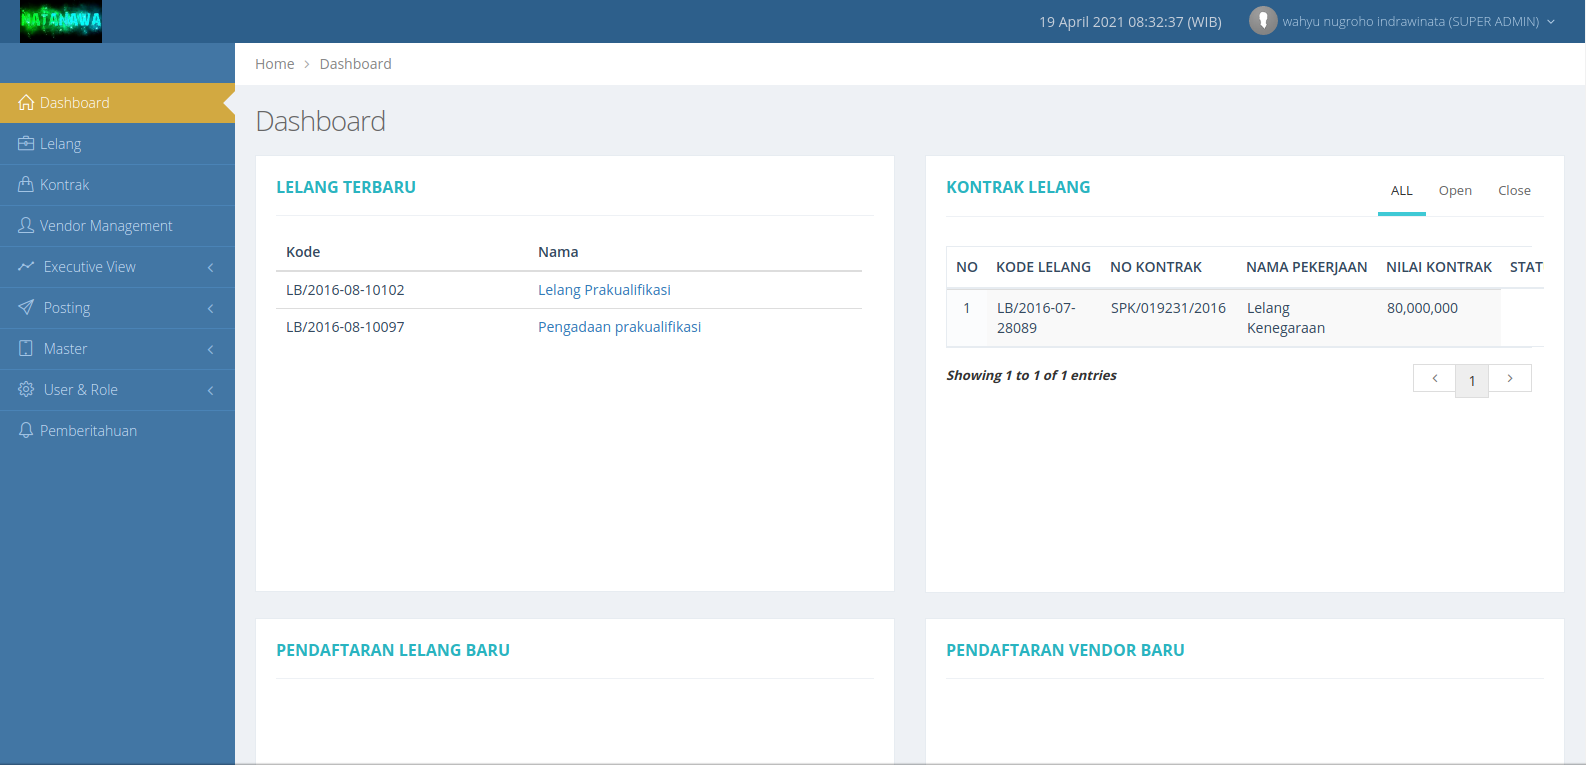 NATANAWA
19 April 2021 08:32:37 (WIB)
wahyu nugroho indrawinata (SUPER ADMIN)
Home > Dashboard
Dashboard
Lelang
Kontrak
Vendor Management
Executive View
Posting
Master
User & Role
Pemberitahuan
Dashboard
LELANG TERBARU
Kode Nama
LB/2016-08-10102 Lelang Prakualifikasi
LB/2016-08-10097 Pengadaan prakualifikasi
KONTRAK LELANG
ALL Open Close
NO KODE LELANG NO KONTRAK NAMA PEKERJAAN NILAI KONTRAK STAT
1 LB/2016-07- SPK/019231/2016 Lelang 80,000,000
28089 Kenegaraan
Showing 1 to 1 of 1 entries
< 1 >
PENDAFTARAN LELANG BARU
PENDAFTARAN VENDOR BARU